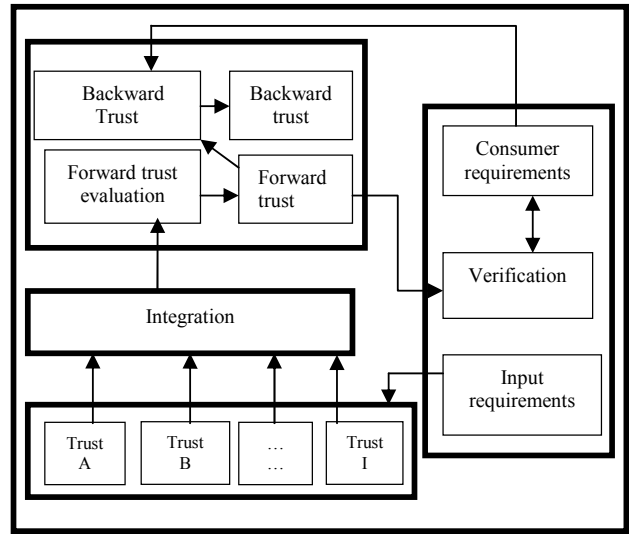 Backward
Trust
Backward
trust
Forward trust
evaluation
Forward
trust
Consumer
requirements
Verification
Integration
Input
requirements
Trust
A
Trust
B
…
…
Trust
I